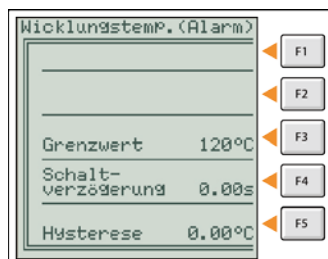 Wicklungstemp.(Alarm)
F1
F2
Grenzwert 120°C
F3
Schalt-
verzögerung 0.00s
F4
Hysterese 0.00°C
F5